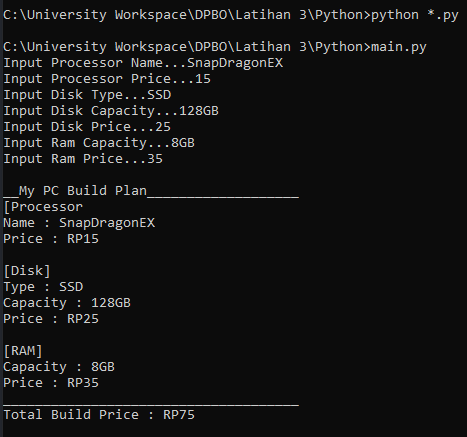 C:\University Workspace\DPBO\Latihan 3\Python>python *.py
C:\University Workspace\DPBO\Latihan 3\Python>main.py
Input Processor Name...SnapDragonEX
Input Processor Price...15
Input Disk Type...SSD
Input Disk Capacity...128GB
Input Disk Price...25
Input Ram Capacity...8GB
Input Ram Price...35
__My PC Build Plan___________________
[Processor
Name : SnapDragonEX
Price : RP15
[Disk]
Type : SSD
Capacity : 128GB
Price : RP25
[RAM]
Capacity : 8GB
Price : RP35
_____________________________________
Total Build Price : RP75